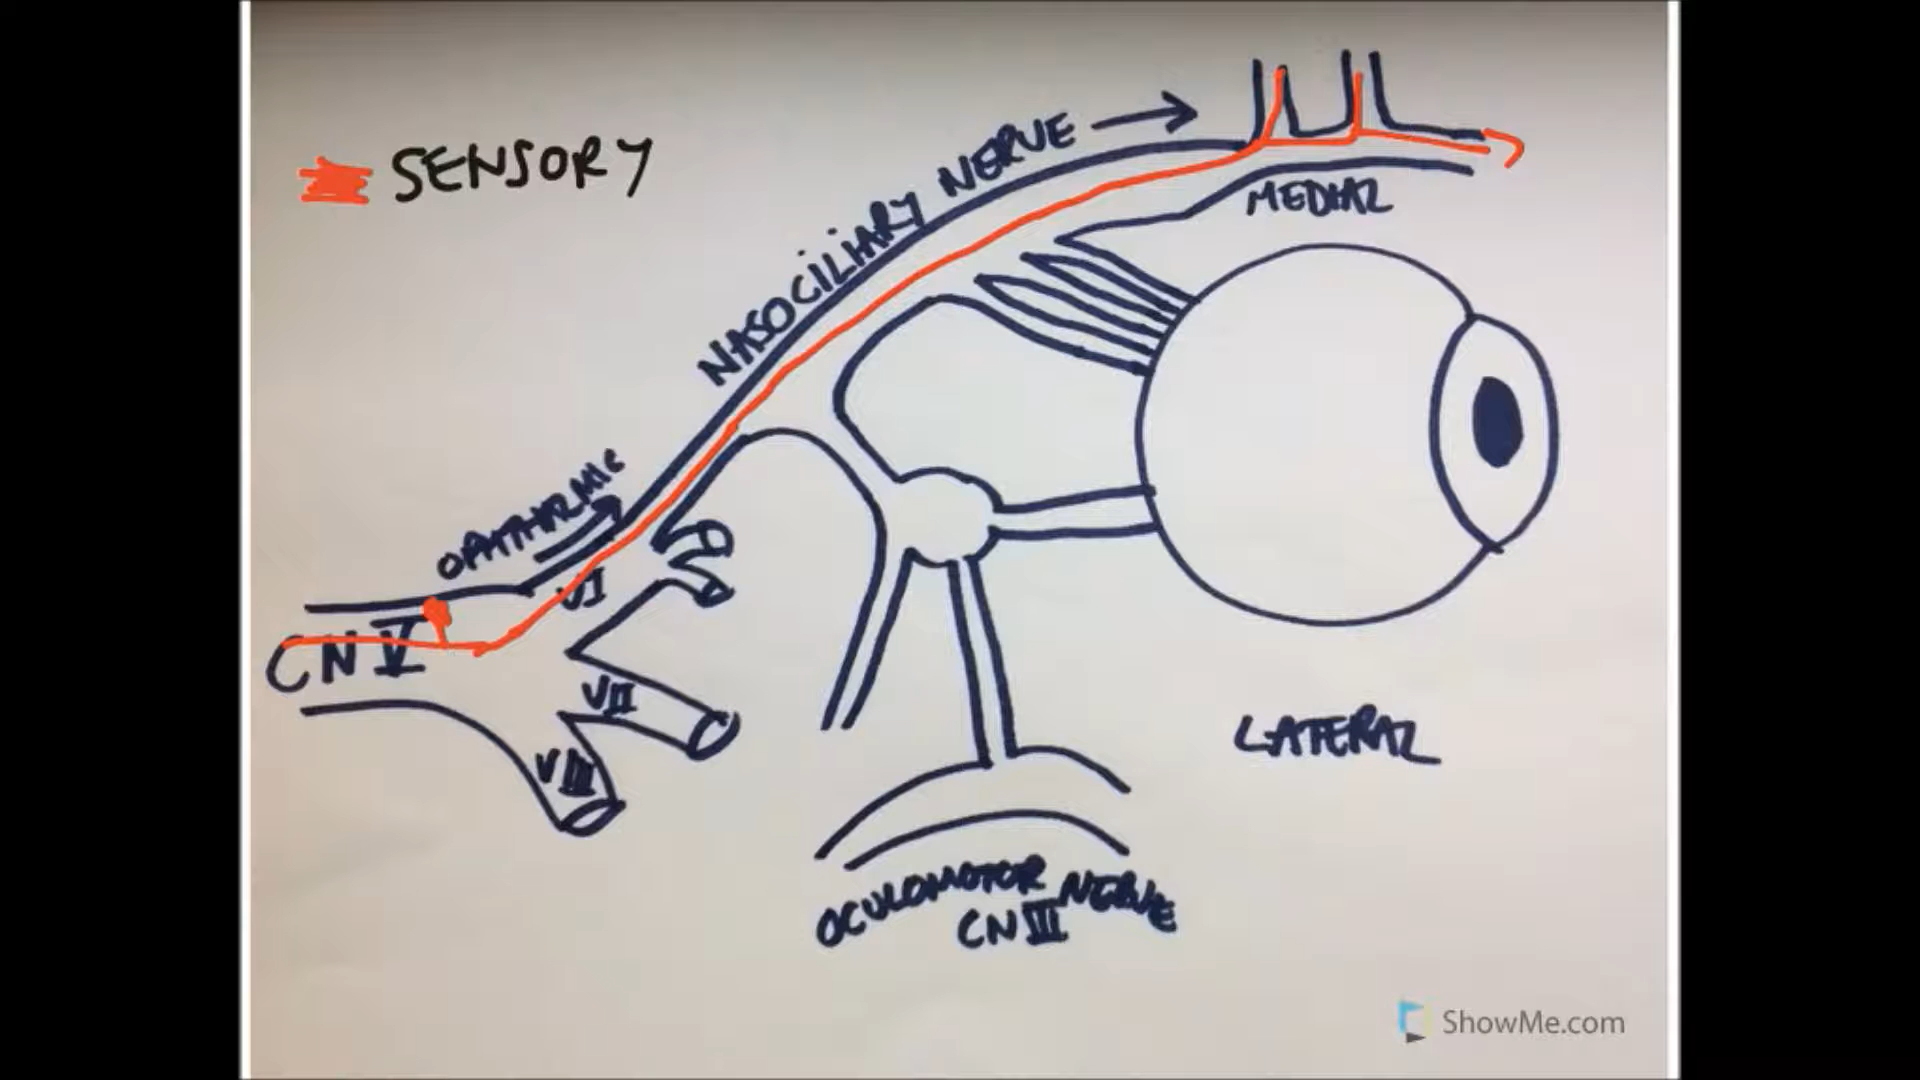 SENSORY
NASOCILIARY NERVE
MEDIAL
OPHTHALMIC
CN V
VI
VII
VIII
LATERAL
OCULOMOTOR NERVE
CN III
ShowMe.com